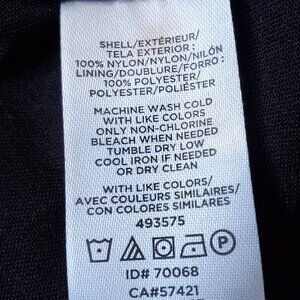 SHELL/EXTÉRIEUR/
TELA EXTERIOR :
100% NYLON/NYLON/NILÓN
LINING/DOUBLURE/FORRO :
100% POLYESTER/
POLYESTER/POLIÉSTER
MACHINE WASH COLD
WITH LIKE COLORS
ONLY NON-CHLORINE
BLEACH WHEN NEEDED
TUMBLE DRY LOW
COOL IRON IF NEEDED
OR DRY CLEAN
WITH LIKE COLORS/
AVEC COULEURS SIMILAIRES/
CON COLORES SIMILARES
493575
P
ID# 70068
CA#57421